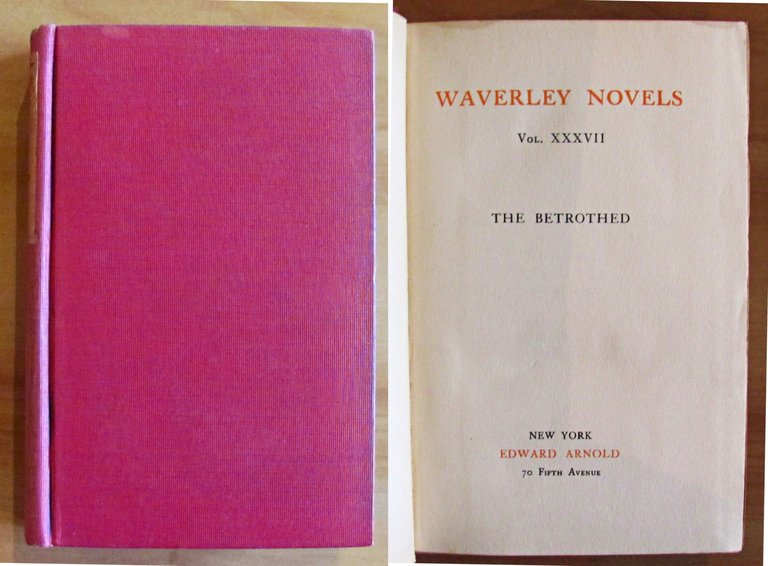 WAVERLEY NOVELS
VOL. XXXVII
THE BETROTHED
NEW YORK
EDWARD ARNOLD
70 FIFTH AVENUE